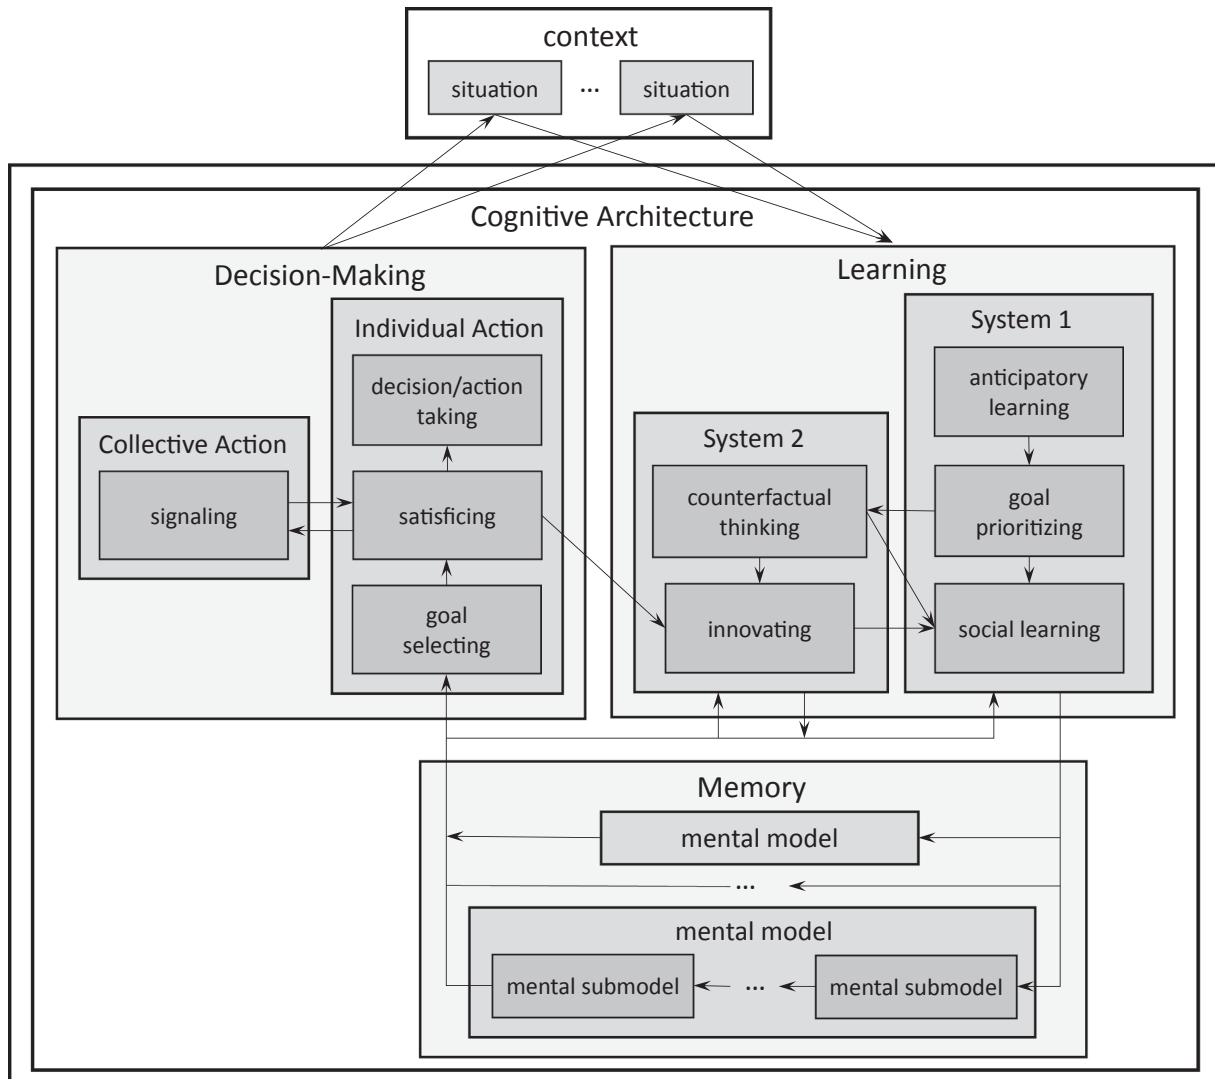 context
situation
...
situation
Cognitive Architecture
Decision-Making
Individual Action
decision/action
taking
Collective Action
signaling
satisficing
goal
selecting
Learning
System 1
anticipatory
learning
System 2
counterfactual
thinking
goal
prioritizing
innovating
social learning
Memory
mental model
...
mental model
mental submodel
...
mental submodel